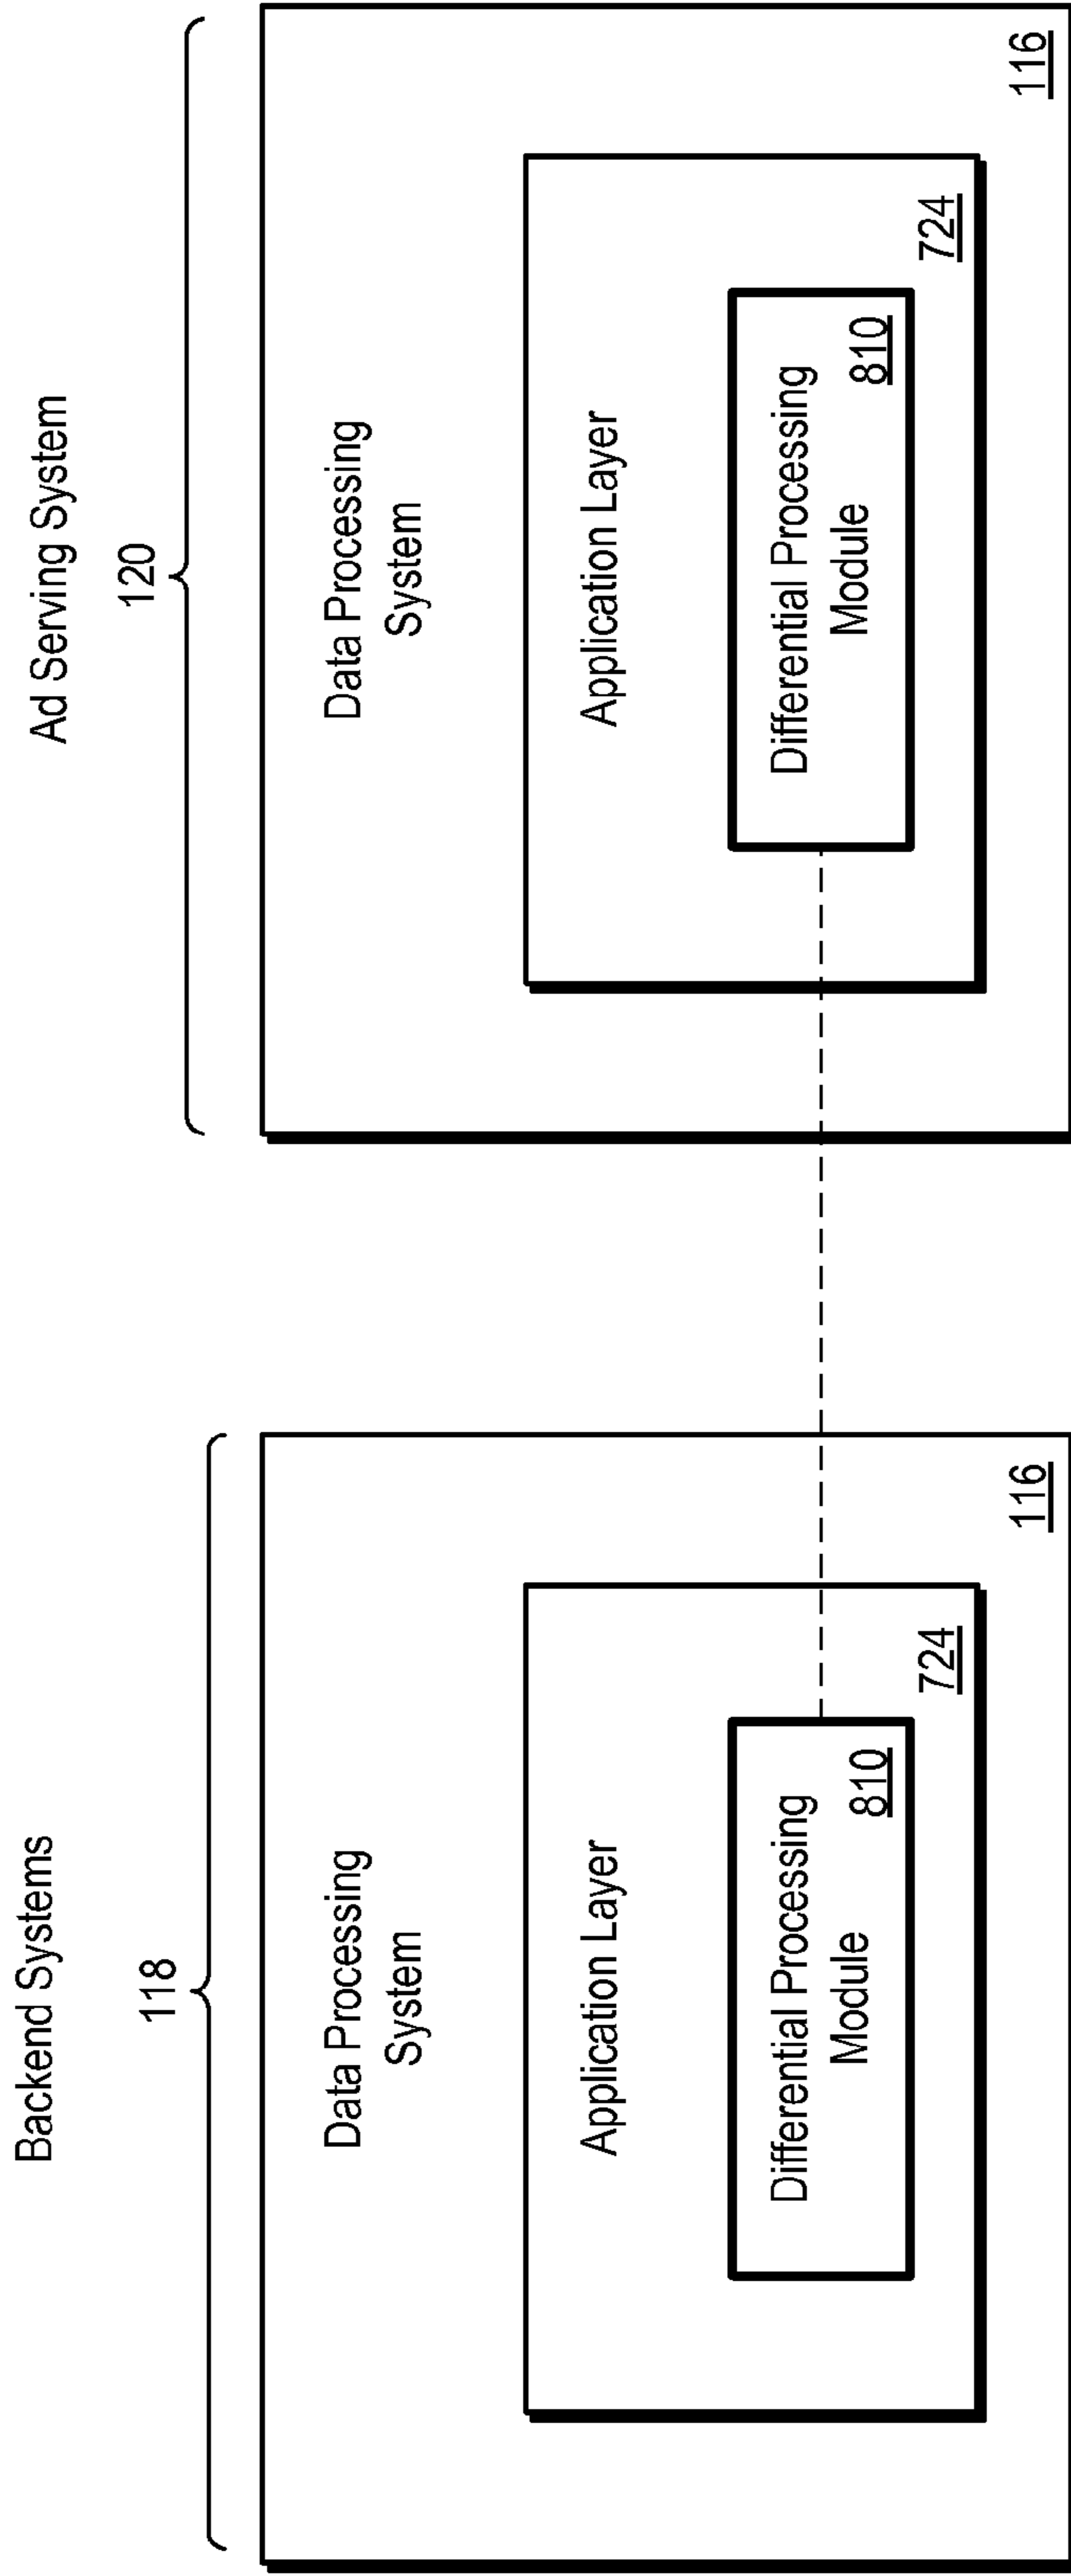 Backend Systems
118
Data Processing
System
Application Layer
Differential Processing
Module
810
724
116
Ad Serving System
120
Data Processing
System
Application Layer
Differential Processing
Module
810
724
116